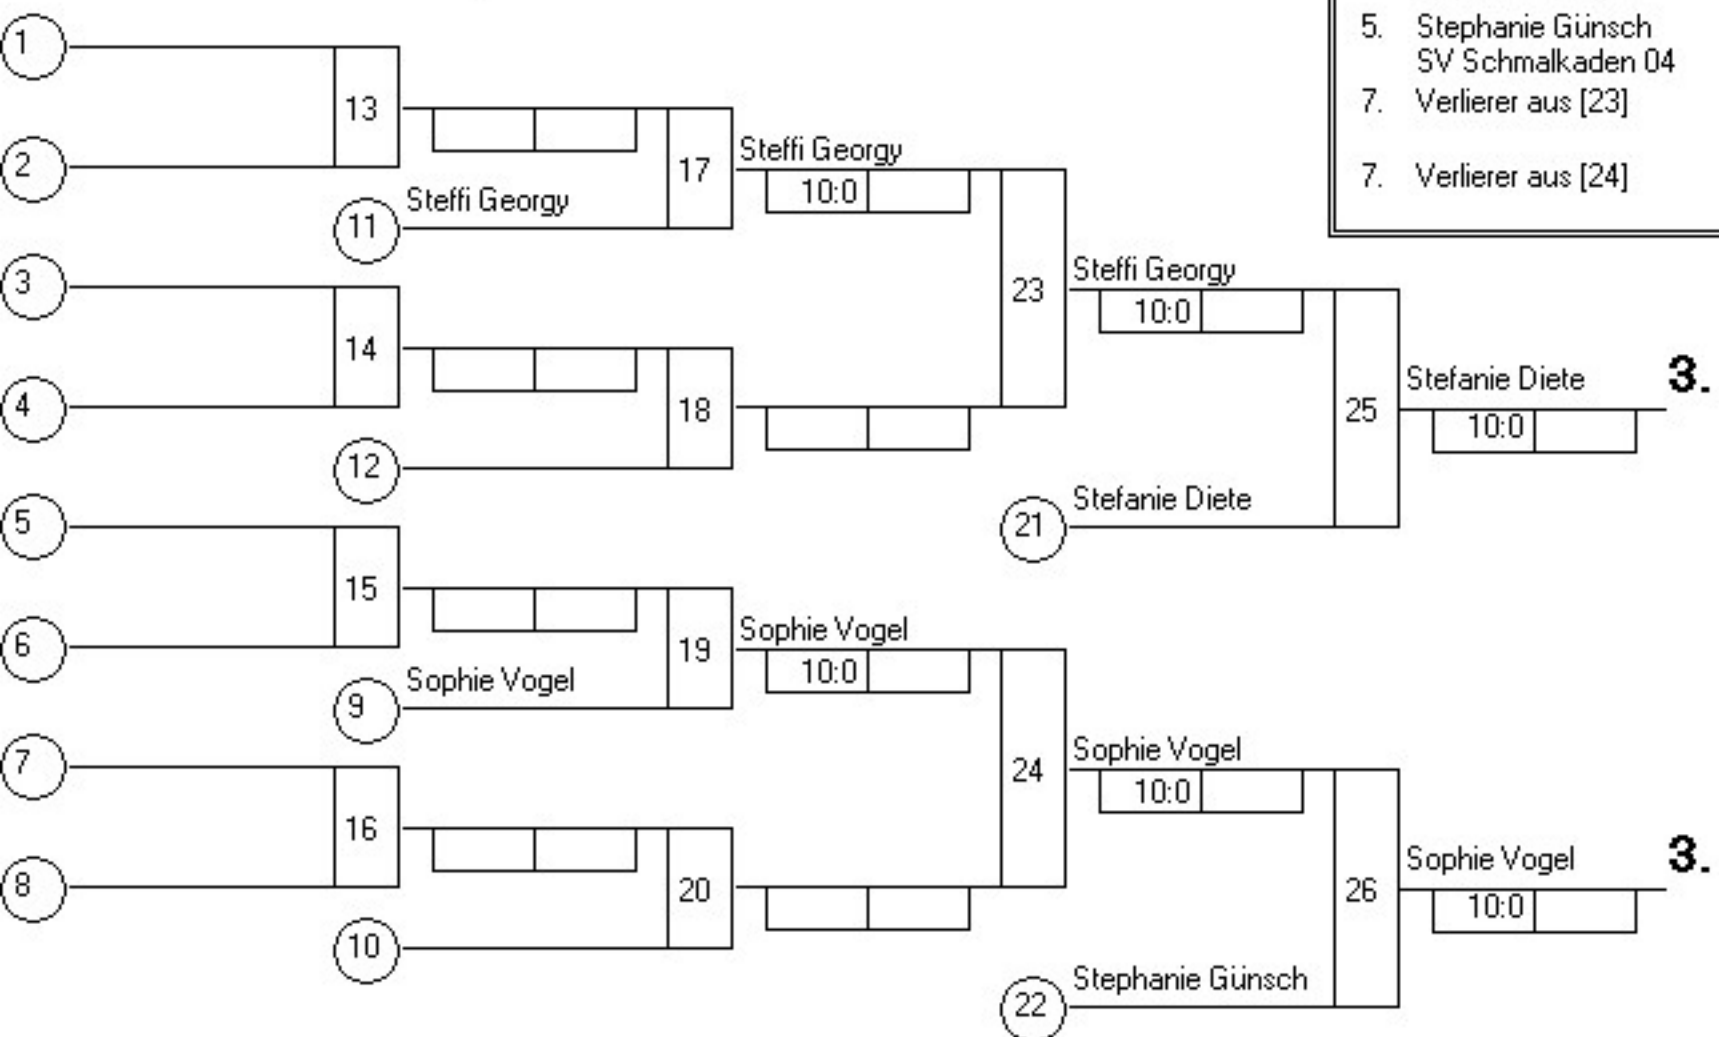 5. Stephanie Günsch
SV Schmalkaden 04
7. Verlierer aus [23]
7. Verlierer aus [24]
1
13
2
17
Steffi Georgy
10:0
11
Steffi Georgy
3
23
Steffi Georgy
10:0
14
4
18
25
Stefanie Diete
3.
10:0
12
21
Stefanie Diete
5
15
6
19
Sophie Vogel
10:0
9
Sophie Vogel
7
24
Sophie Vogel
10:0
16
8
20
26
Sophie Vogel
3.
10:0
10
22
Stephanie Günsch